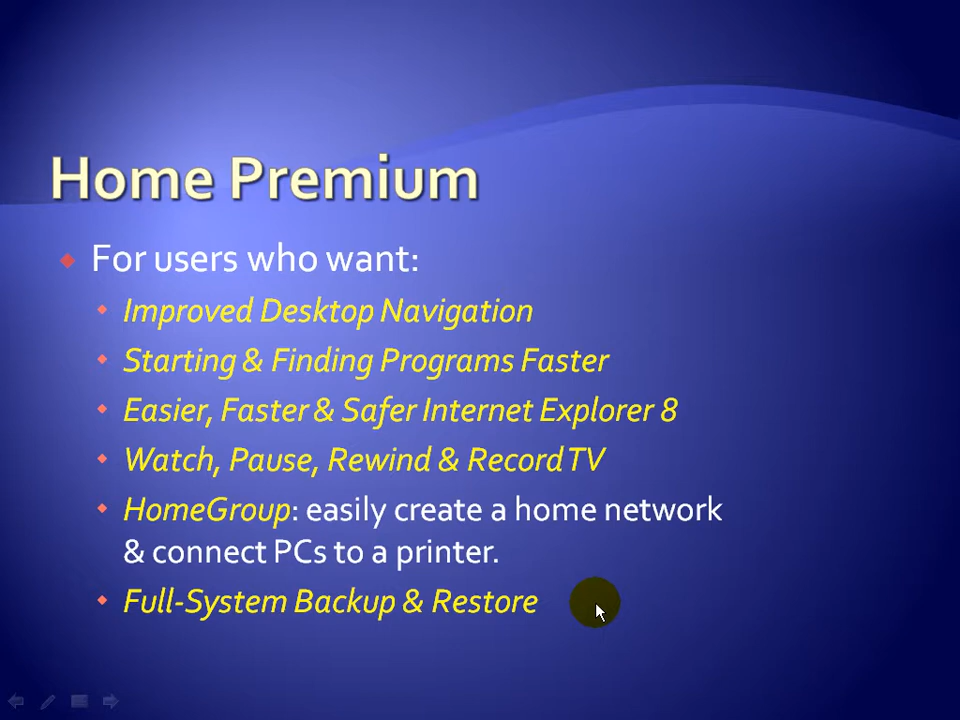 Home Premium
For users who want:
Improved Desktop Navigation
Starting & Finding Programs Faster
Easier, Faster & Safer Internet Explorer 8
Watch, Pause, Rewind & Record TV
HomeGroup: easily create a home network
& connect PCs to a printer.
Full-System Backup & Restore